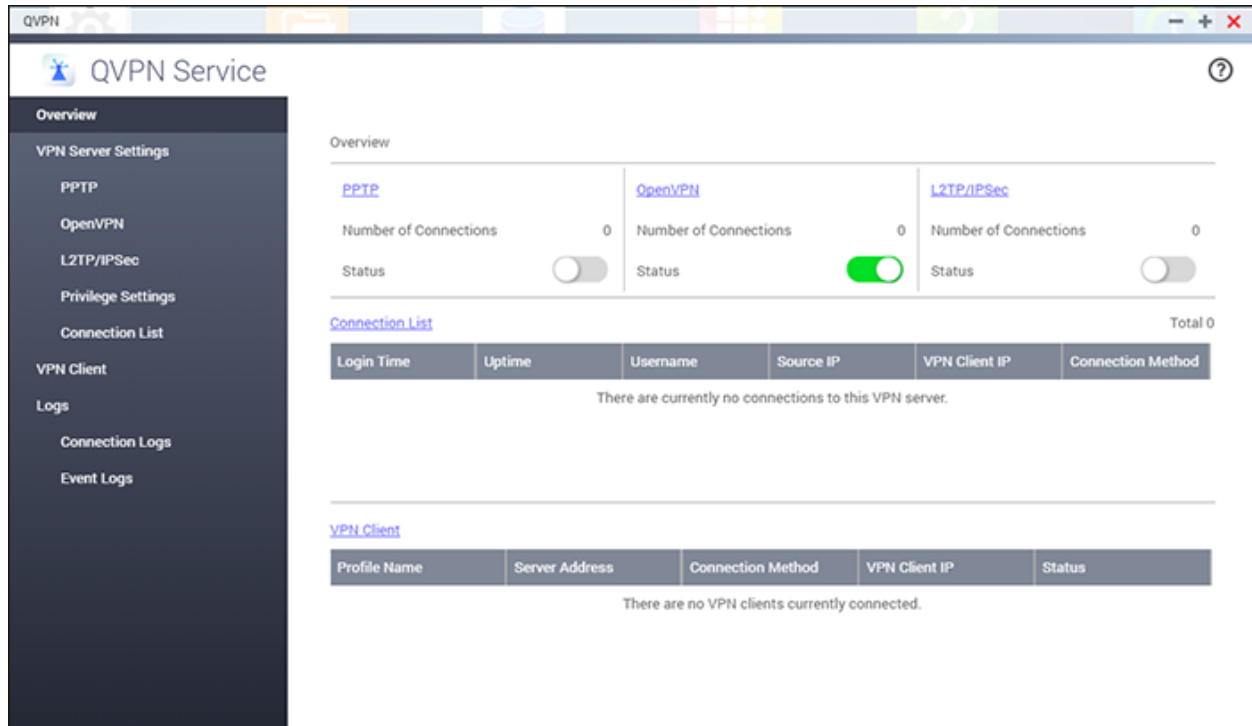 QVPN
QVPN Service
Overview
VPN Server Settings
PPTP
OpenVPN
L2TP/IPSec
Privilege Settings
Connection List
VPN Client
Logs
Connection Logs
Event Logs
Overview
PPTP OpenVPN L2TP/IPSec
Number of Connections 0 Number of Connections 0 Number of Connections 0
Status Status Status
Connection List Total 0
Login Time Uptime Username Source IP VPN Client IP Connection Method
There are currently no connections to this VPN server.
VPN Client
Profile Name Server Address Connection Method VPN Client IP Status
There are no VPN clients currently connected.